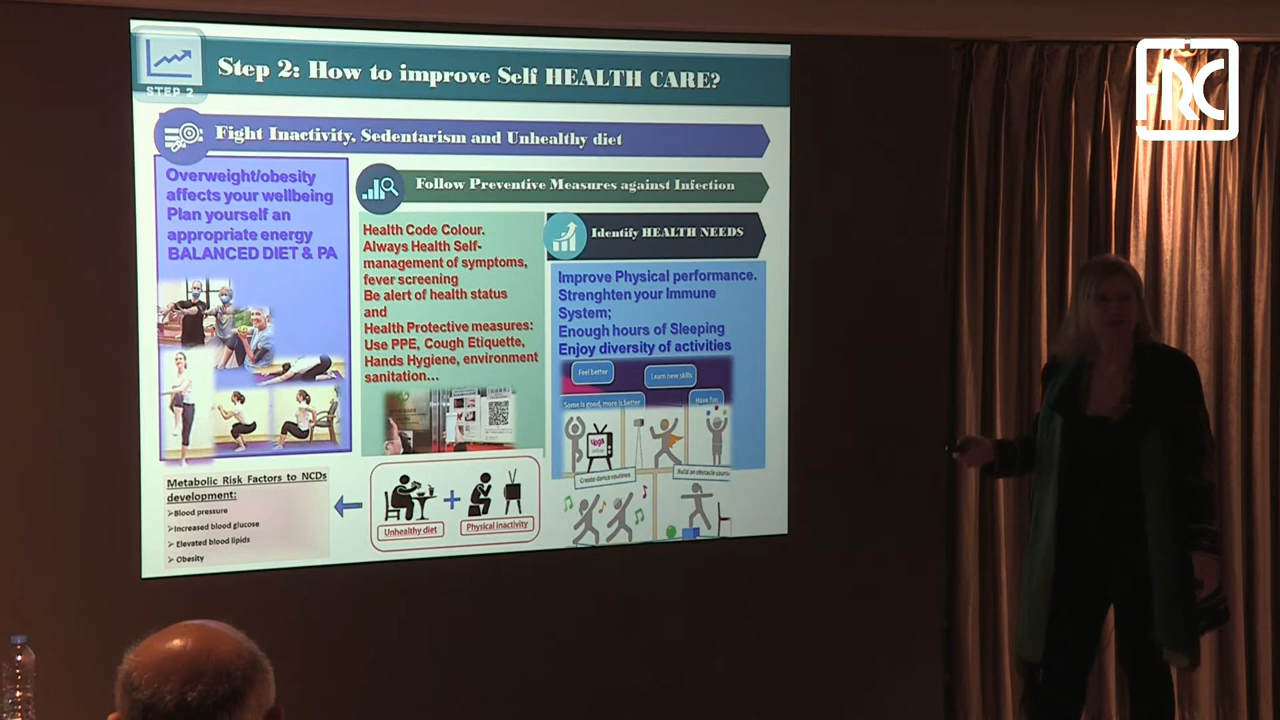 HRC
STEP 2
Step 2: How to improve Self HEALTH CARE?
Fight Inactivity, Sedentarism and Unhealthy diet
Overweight/obesity
affects your wellbeing
Plan yourself an
appropriate energy
BALANCED DIET & PA
Follow Preventive Measures against Infection
Health Code Colour.
Always Health Self-
management of symptoms,
fever screening
Be alert of health status
and
Health Protective measures:
Use PPE, Cough Etiquette,
Hands Hygiene, environment
sanitation...
Identify HEALTH NEEDS
Improve Physical performance.
Strenghten your Immune
System;
Enough hours of Sleeping
Enjoy diversity of activities
Feel better
Learn new skills
Some is good, more is better
Have fun
yoga
Create dance routines
Build an obstacle course
Metabolic Risk Factors to NCDs
development:
➢Blood pressure
➢Increased blood glucose
➢Elevated blood lipids
➢Obesity
Unhealthy diet
+
Physical inactivity